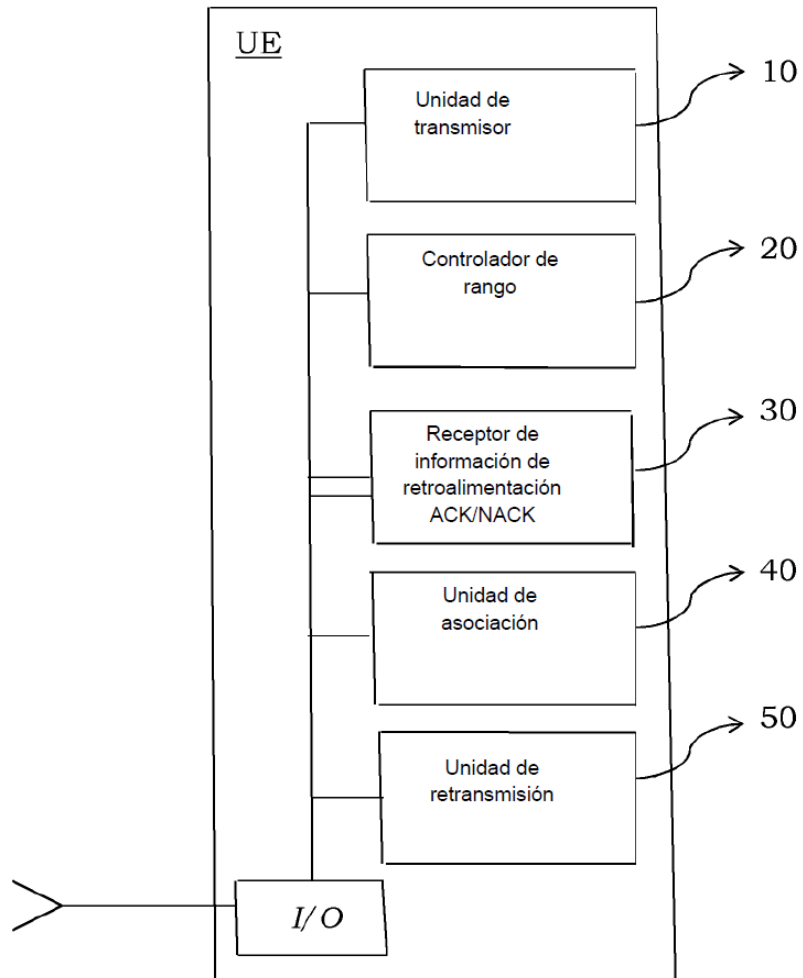 UE
Unidad de
transmisor
10
Controlador de
rango
20
Receptor de
información de
retroalimentación
ACK/NACK
30
Unidad de
asociación
40
Unidad de
retransmisión
50
I/O